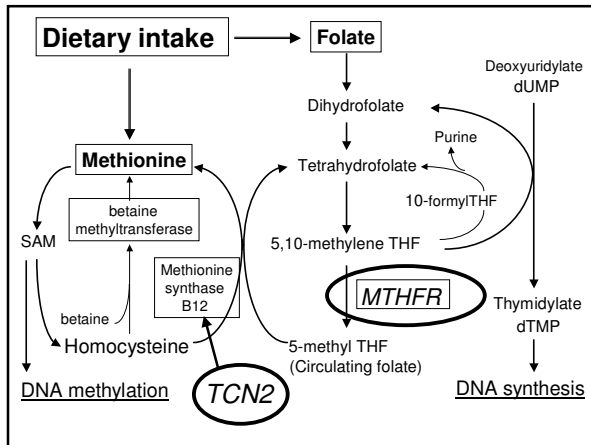 Dietary intake
Folate
Deoxyuridylate
dUMP
Dihydrofolate
Purine
Methionine
Tetrahydrofolate
10-formylTHF
betaine
methyltransferase
SAM
5,10-methylene THF
Methionine
synthase
B12
MTHFR
Thymidylate
dTMP
betaine
Homocysteine
5-methyl THF
(Circulating folate)
DNA methylation
TCN2
DNA synthesis